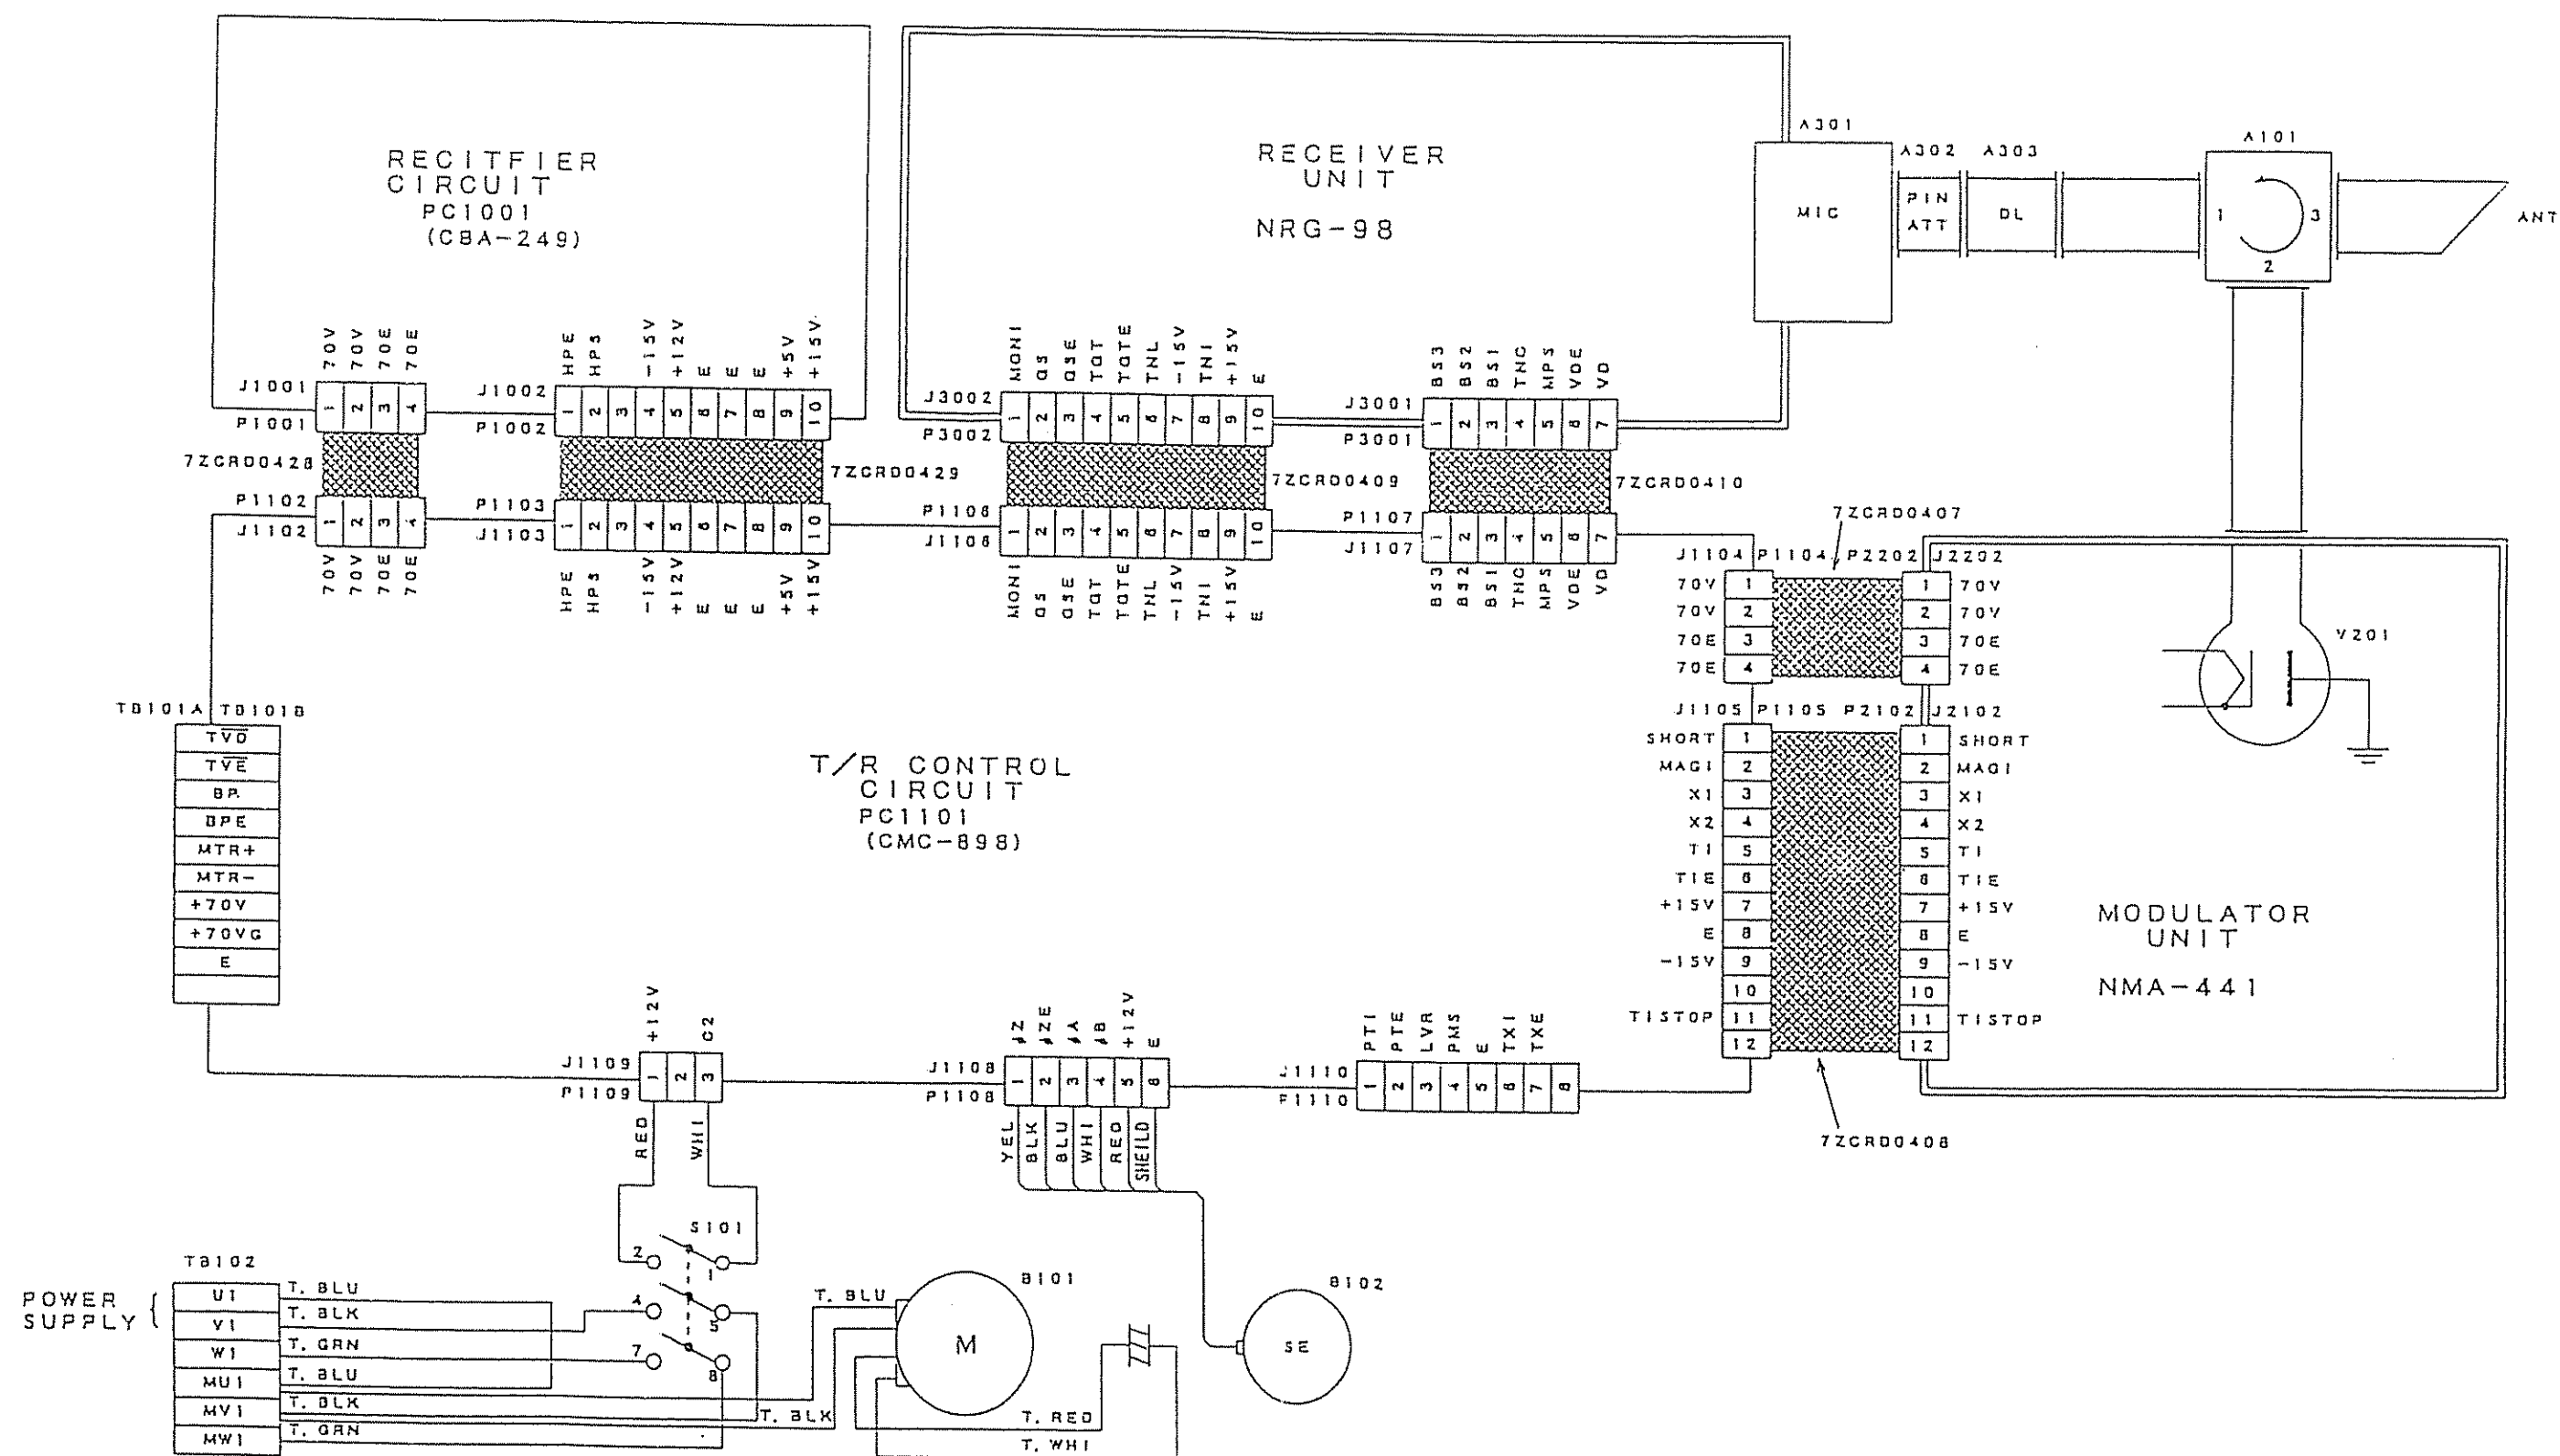 RECITFIER
CIRCUIT
PC1001
(CBA-249)
RECEIVER
UNIT
NRG-98
A301
MIC
A302
A303
PIN
ATT
DL
A101
1
3
2
ANT
J1001
P1001
70V
70V
70E
70E
1 2 3 4
7ZCRD0428
P1102
J1102
1 2 3 4
70V
70V
70E
70E
J1002
P1002
HPE
HPS
-15V
+12V
E
E
E
+5V
+15V
1 2 3 4 5 6 7 8 9 10
7ZCRD0429
P1103
J1103
1 2 3 4 5 6 7 8 9 10
HPE
HPS
-15V
+12V
E
E
E
+5V
+15V
J3002
P3002
MONI
QS
QSE
TQT
TQTE
TNL
-15V
TNI
+15V
E
1 2 3 4 5 6 7 8 9 10
7ZCRD0409
P1106
J1106
1 2 3 4 5 6 7 8 9 10
MONI
QS
QSE
TQT
TQTE
TNL
-15V
TNI
+15V
E
J3001
P3001
BS3
BS2
BS1
TNC
MPS
VDE
VD
1 2 3 4 5 6 7
7ZCRD0410
P1107
J1107
1 2 3 4 5 6 7
BS3
BS2
BS1
TNC
MPS
VDE
VD
7ZCRD0407
J1104 P1104 P2202 J2202
70V 1 1 70V
70V 2 2 70V
70E 3 3 70E
70E 4 4 70E
V201
J1105 P1105 P2102 J2102
SHORT 1 1 SHORT
MAGI 2 2 MAGI
X1 3 3 X1
X2 4 4 X2
TI 5 5 TI
TIE 6 6 TIE
+15V 7 7 +15V
E 8 8 E
-15V 9 9 -15V
10 10
TISTOP 11 11 TISTOP
12 12
7ZCRD0408
MODULATOR
UNIT
NMA-441
T/R CONTROL
CIRCUIT
PC1101
(CMC-898)
TB101A TB101B
TVD
TVE
BP.
BPE
MTR+
MTR-
+70V
+70VG
E
J1109
P1109
+12V
C2
1 2 3
RED
WHI
J1108
P1108
+12V
E
1 2 3 4 5 6
YEL
BLK
BLU
WHI
RED
SHEILD
J1110
P1110
PTI
PTE
LVR
PMS
E
TXI
TXE
1 2 3 4 5 6 7 8
S101
2 1
4 5
7 8
TB102
POWER
SUPPLY
U1
V1
W1
MU1
MV1
MW1
T. BLU
T. BLK
T. GRN
T. BLU
T. BLK
T. GRN
T. BLU
T. BLK
B101
M
T. RED
T. WHI
B102
SE